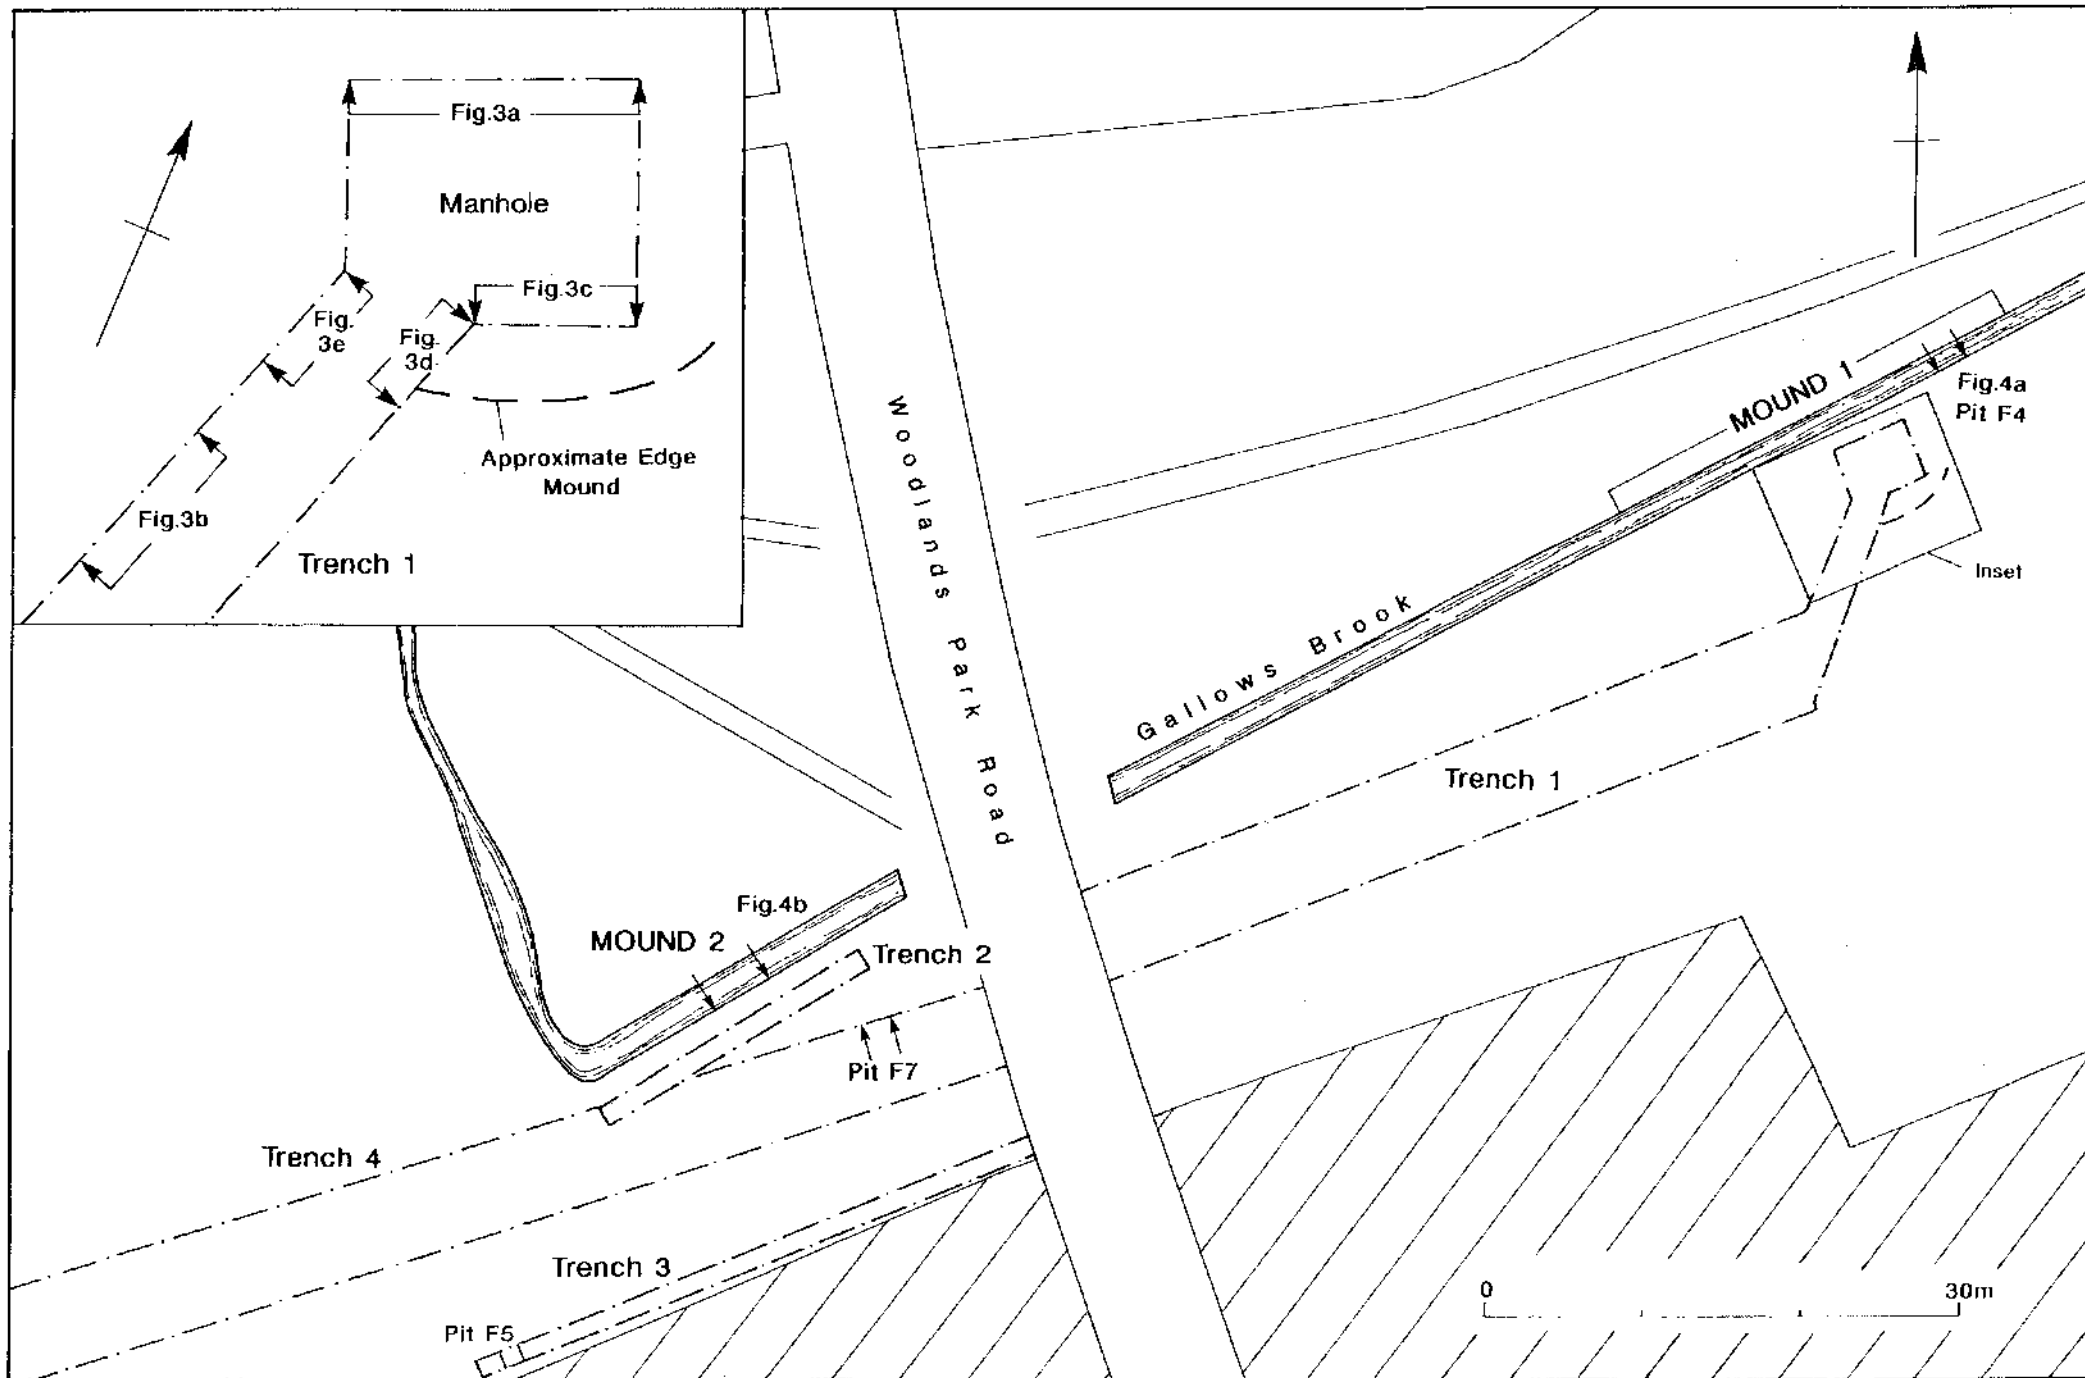 Fig.3a
Manhole
Fig.3c
Fig.
3e
Fig.
3d
Approximate Edge
Mound
Fig.3b
Trench 1
Woodlands Park Road
MOUND 1
Fig.4a
Pit F4
Inset
Gallows Brook
Trench 1
Fig.4b
MOUND 2
Trench 2
Pit F7
Trench 4
Trench 3
Pit F5
0 30m